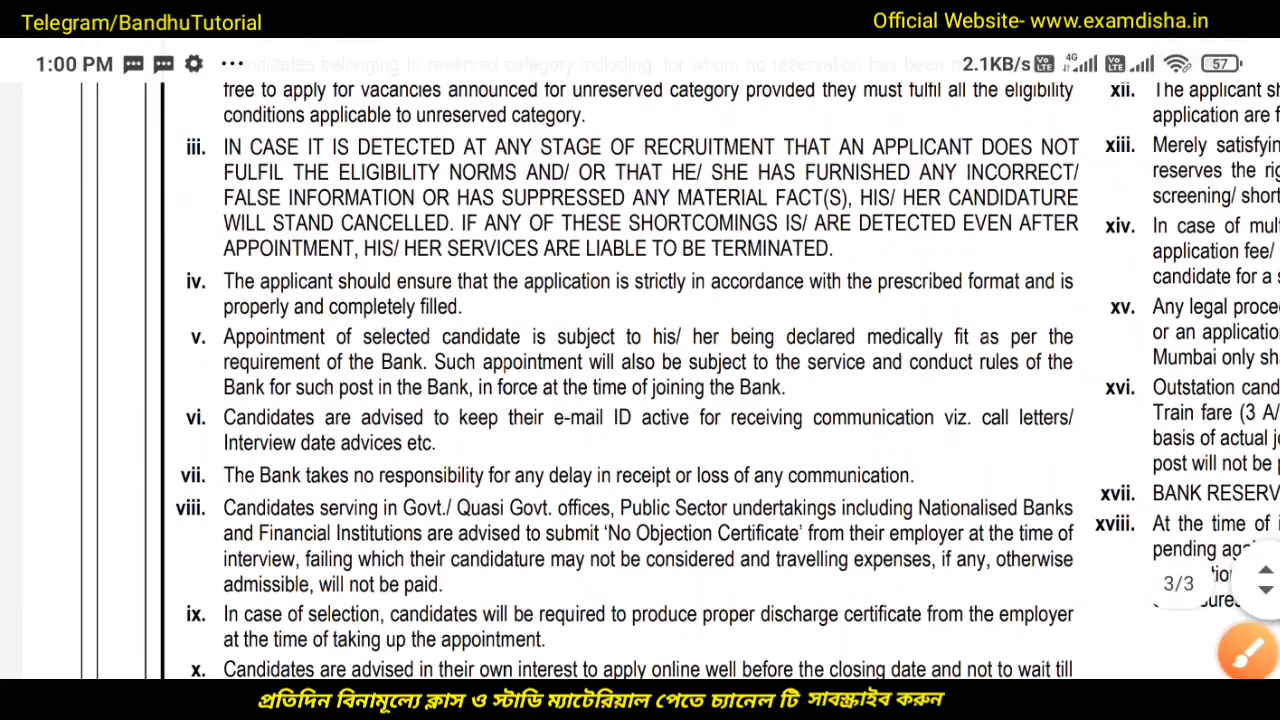 Telegram/BandhuTutorial
Official Website- www.examdisha.in
1:00 PM
2.1KB/s
4G
57
free to apply for vacancies announced for unreserved category provided they must fulfil all the eligibility
conditions applicable to unreserved category.
iii. IN CASE IT IS DETECTED AT ANY STAGE OF RECRUITMENT THAT AN APPLICANT DOES NOT
FULFIL THE ELIGIBILITY NORMS AND/ OR THAT HE/ SHE HAS FURNISHED ANY INCORRECT/
FALSE INFORMATION OR HAS SUPPRESSED ANY MATERIAL FACT(S), HIS/ HER CANDIDATURE
WILL STAND CANCELLED. IF ANY OF THESE SHORTCOMINGS IS/ ARE DETECTED EVEN AFTER
APPOINTMENT, HIS/ HER SERVICES ARE LIABLE TO BE TERMINATED.
iv. The applicant should ensure that the application is strictly in accordance with the prescribed format and is
properly and completely filled.
v. Appointment of selected candidate is subject to his/ her being declared medically fit as per the
requirement of the Bank. Such appointment will also be subject to the service and conduct rules of the
Bank for such post in the Bank, in force at the time of joining the Bank.
vi. Candidates are advised to keep their e-mail ID active for receiving communication viz. call letters/
Interview date advices etc.
vii. The Bank takes no responsibility for any delay in receipt or loss of any communication.
viii. Candidates serving in Govt./ Quasi Govt. offices, Public Sector undertakings including Nationalised Banks
and Financial Institutions are advised to submit ‘No Objection Certificate’ from their employer at the time of
interview, failing which their candidature may not be considered and travelling expenses, if any, otherwise
admissible, will not be paid.
ix. In case of selection, candidates will be required to produce proper discharge certificate from the employer
at the time of taking up the appointment.
x. Candidates are advised in their own interest to apply online well before the closing date and not to wait till
xii. The applicant
application are
xiii. Merely
reserves the
screening/
xiv. In case of
application fee/
candidate for a
xv. Any legal
or an
Mumbai only
xvi. Outstation
Train fare (3 A/
basis of actual
post will not be
xvii. BANK
xviii. At the time of
pending
3/3
প্রতিদিন বিনামূল্যে ক্লাস ও স্টাডি ম্যাটেরিয়াল পেতে চ্যানেল টি সাবস্ক্রাইব করুন